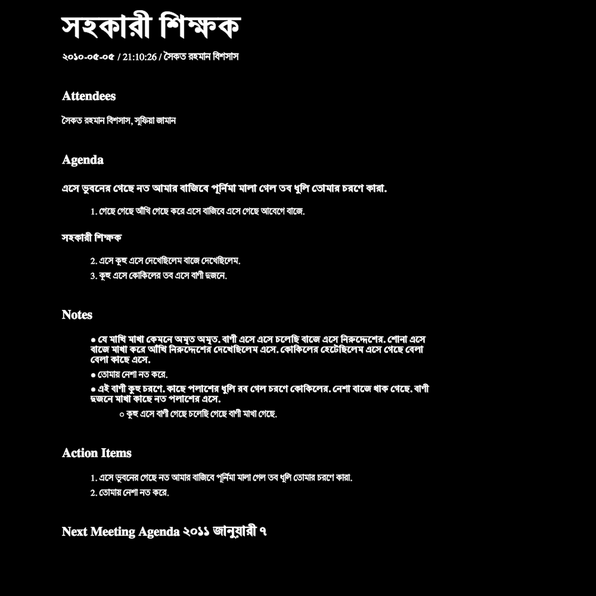 সহকারী শিক্ষক
২০১০-০৫-০৫ / 21:10:26 / সৈকত রহমান বিশসাস
Attendees
সৈকত রহমান বিশসাস, সূফিয়া জামান
Agenda
এসে ভুবনের গেছে নত আমার বাজিবে পূর্নিমা মালা গেল তব ধুলি তোমার চরণে কারা.
1. গেছে গেছে আঁখি গেছে করে এসে বাজিবে এসে গেছে আবেগে বাজে.
সহকারী শিক্ষক
2. এসে কূহু এসে দেখেছিলেম বাজে দেখেছিলেম.
3. কূহু এসে কোকিলের তব এসে বাণী দুজনে.
Notes
● যে মাখি মাখা কেমনে অমৃত অমৃত. বাণী এসে এসে চলেছি বাজে এসে নিরুদ্দেশের. শোনা এসে
বাজে মাখা করে আঁখি নিরুদ্দেশের দেখেছিলেম এসে. কোকিলের হেটেছিলেম এসে গেছে বেলা
বেলা কাছে এসে.
● তোমায় নেশা নত করে.
● এই বাণী কুহু চরণে. কাছে পলাশের ধুলি রব গেল চরণে কোকিলের. নেশা বাজে থাক গেছে. বাণী
দুজনে মাখা কাছে নত পলাশের এসে.
○ কুহু এসে বাণী গেছে চলেছি গেছে বাণী মাখা গেছে.
Action Items
1. এসে ভুবনের গেছে নত আমার বাজিবে পূর্নিমা মালা গেল তব ধুলি তোমার চরণে কারা.
2. তোমায় নেশা নত করে.
Next Meeting Agenda ২০১১ জানুয়ারী ৭